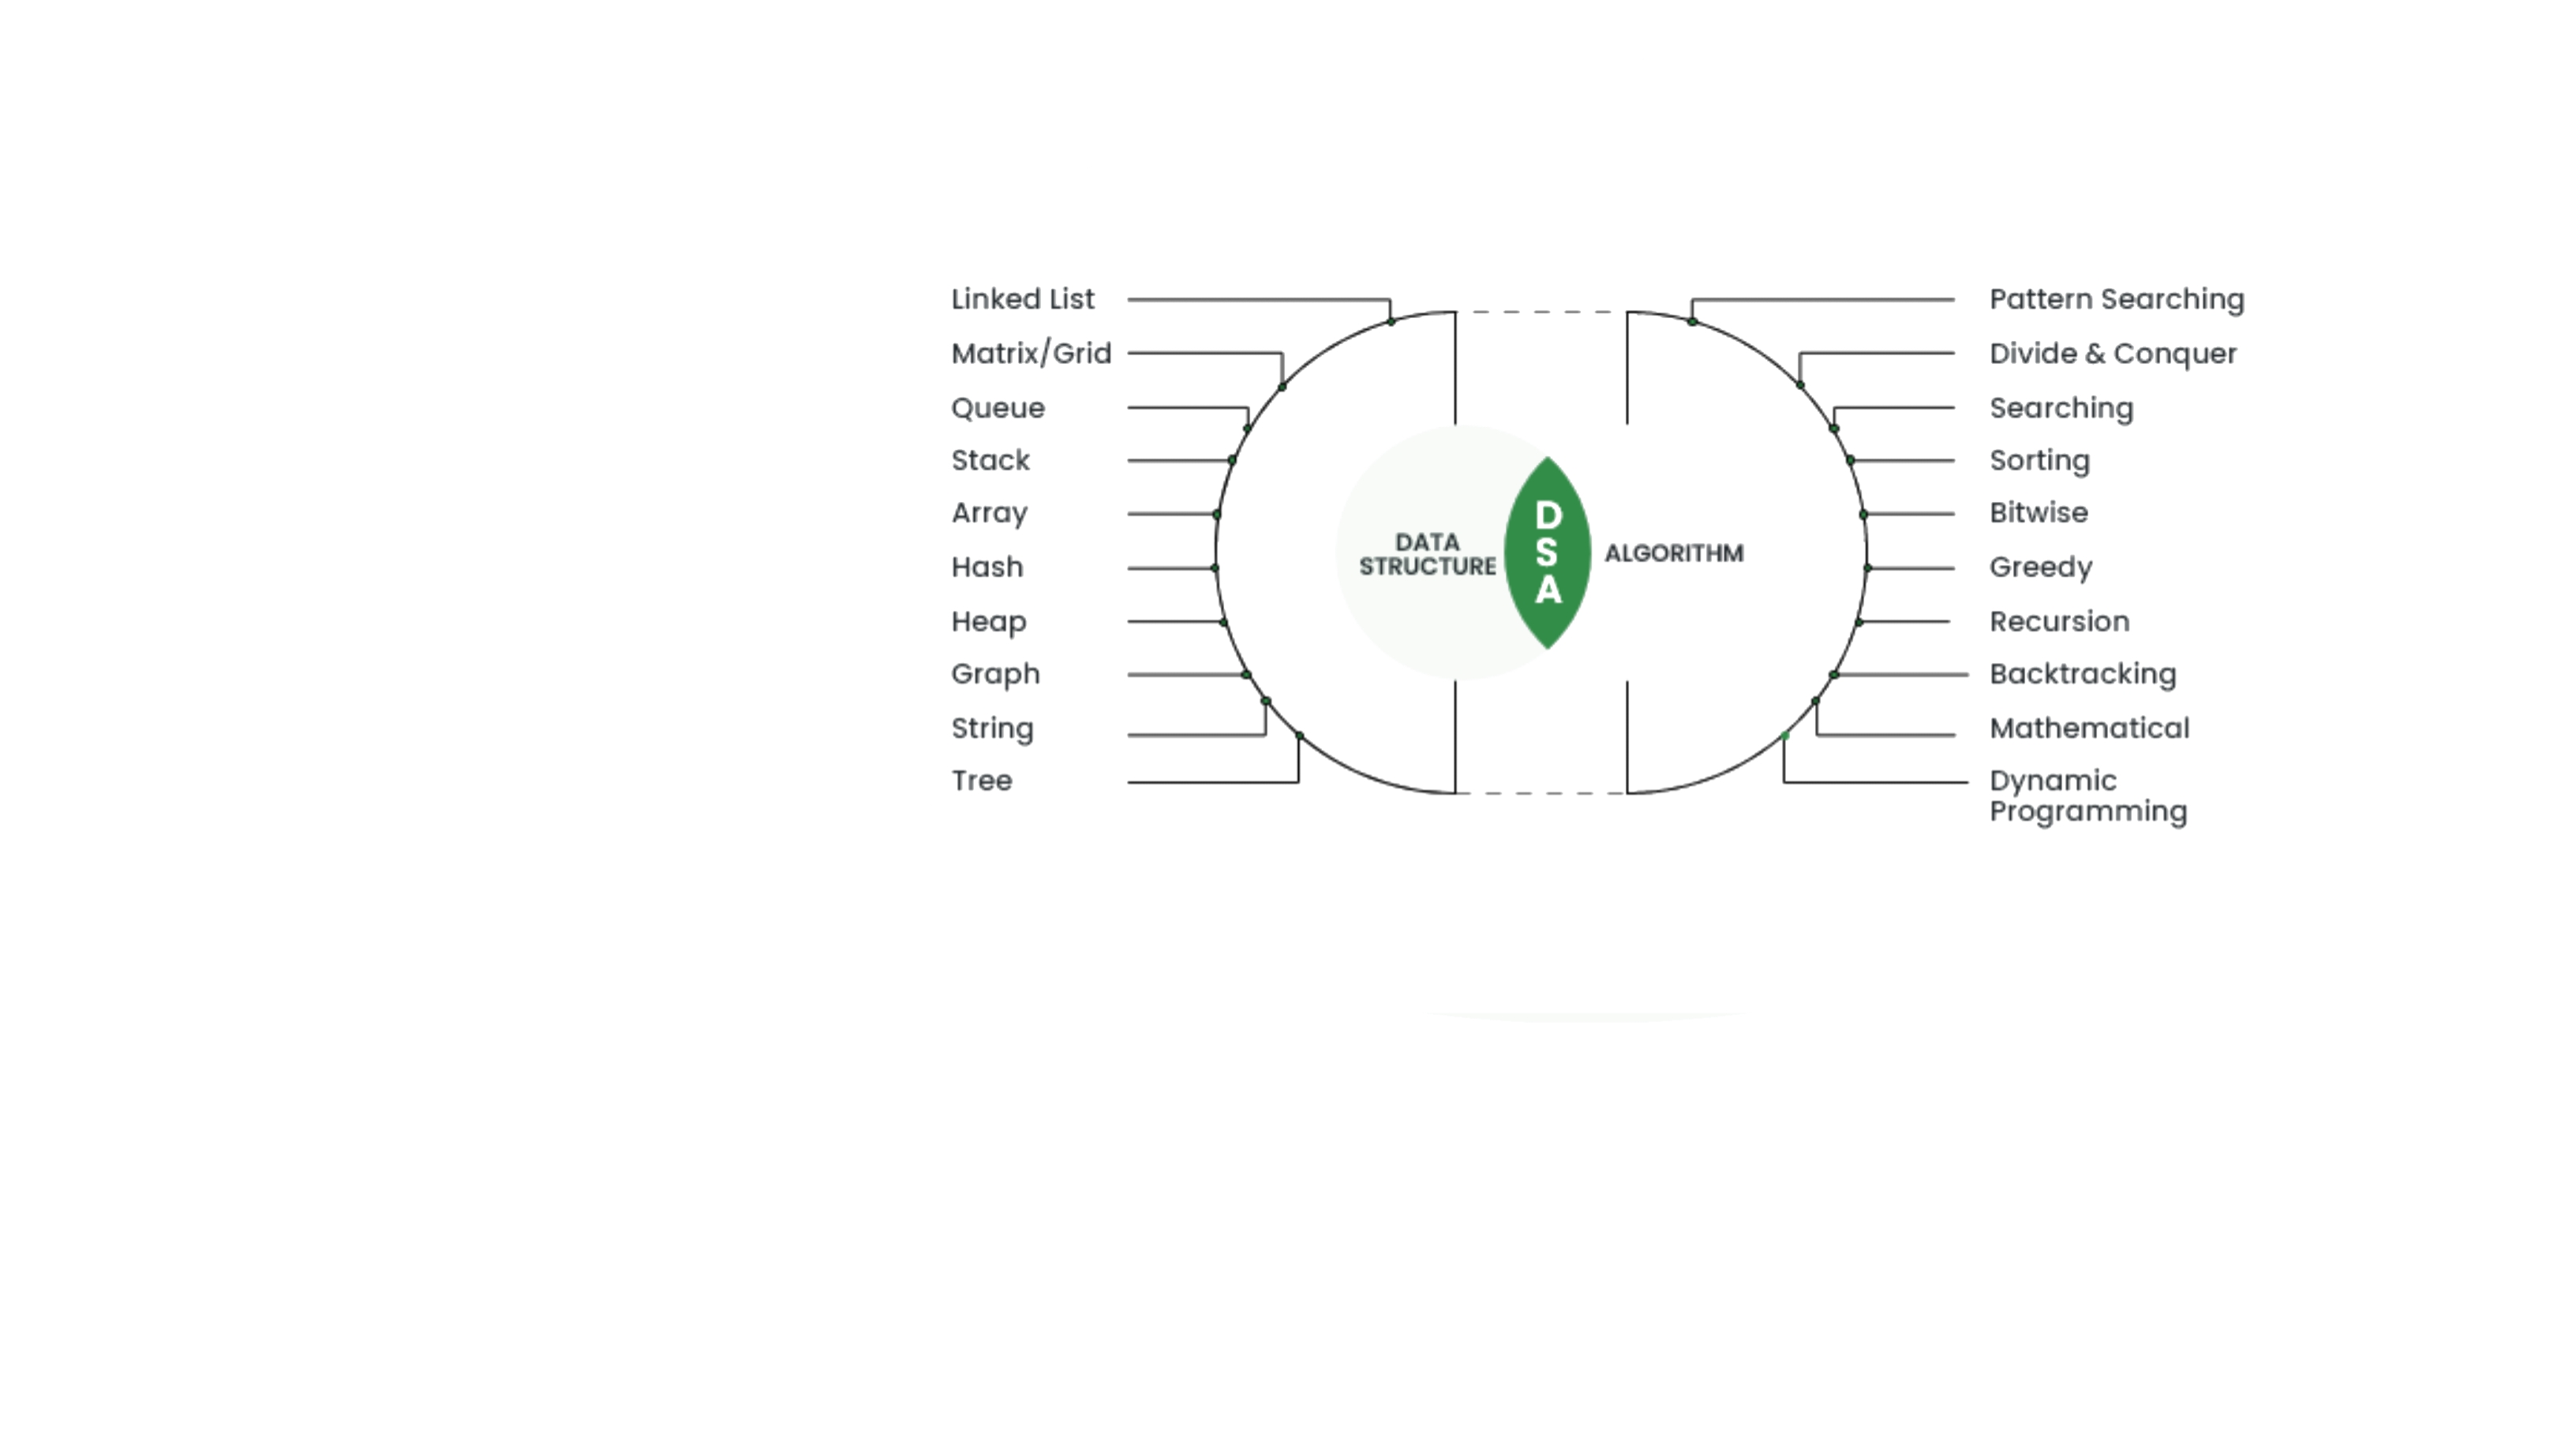 Linked List
Matrix/Grid
Queue
Stack
Array
Hash
Heap
Graph
String
Tree
DATA
STRUCTURE
D
S
A
ALGORITHM
Pattern Searching
Divide & Conquer
Searching
Sorting
Bitwise
Greedy
Recursion
Backtracking
Mathematical
Dynamic
Programming